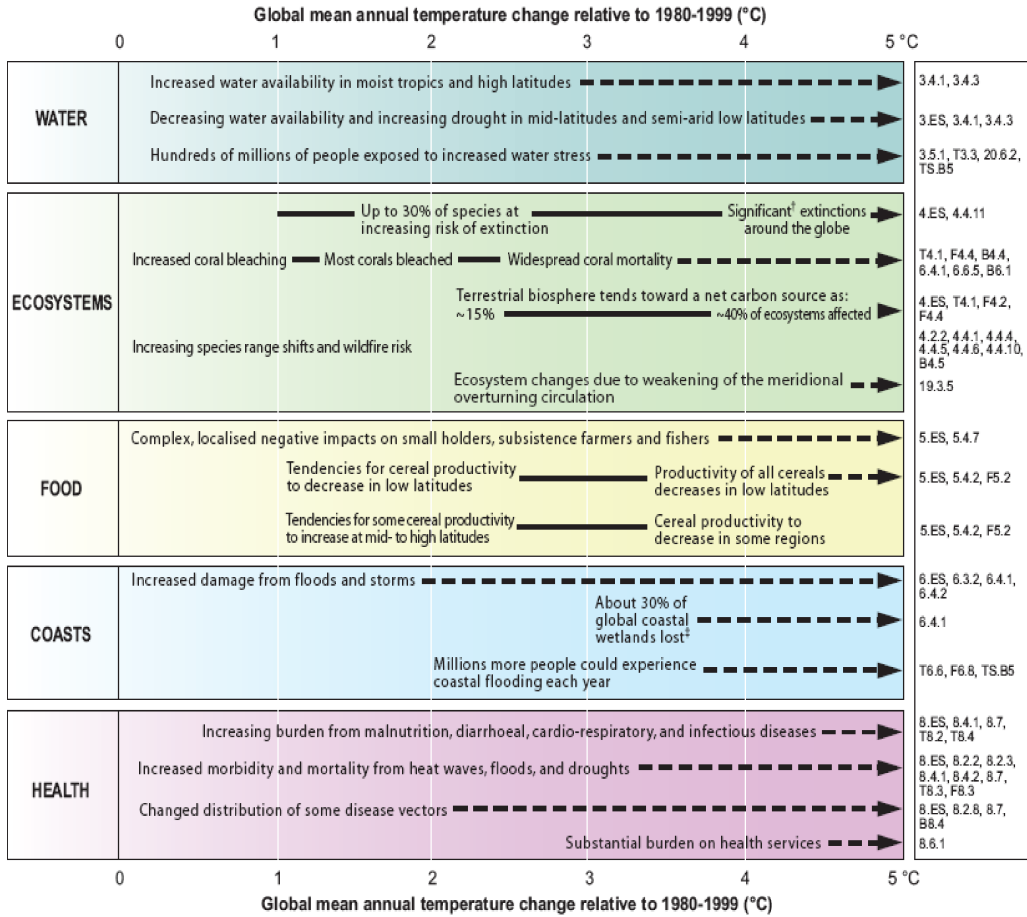 Global mean annual temperature change relative to 1980-1999 (°C)
0 1 2 3 4 5 °C
WATER
Increased water availability in moist tropics and high latitudes
3.4.1, 3.4.3
Decreasing water availability and increasing drought in mid-latitudes and semi-arid low latitudes
3.ES, 3.4.1, 3.4.3
Hundreds of millions of people exposed to increased water stress
3.5.1, T3.3, 20.6.2,
TS.B5
ECOSYSTEMS
Up to 30% of species at
increasing risk of extinction
Significant† extinctions
around the globe
4.ES, 4.4.11
Increased coral bleaching
Most corals bleached
Widespread coral mortality
T4.1, F4.4, B4.4,
6.4.1, 6.6.5, B6.1
Terrestrial biosphere tends toward a net carbon source as:
~15%
~40% of ecosystems affected
4.ES, T4.1, F4.2,
F4.4
Increasing species range shifts and wildfire risk
4.2.2, 4.4.1, 4.4.4,
4.4.5, 4.4.6, 4.4.10,
B4.5
Ecosystem changes due to weakening of the meridional
overturning circulation
19.3.5
FOOD
Complex, localised negative impacts on small holders, subsistence farmers and fishers
5.ES, 5.4.7
Tendencies for cereal productivity
to decrease in low latitudes
Productivity of all cereals
decreases in low latitudes
5.ES, 5.4.2, F5.2
Tendencies for some cereal productivity
to increase at mid- to high latitudes
Cereal productivity to
decrease in some regions
5.ES, 5.4.2, F5.2
COASTS
Increased damage from floods and storms
6.ES, 6.3.2, 6.4.1,
6.4.2
About 30% of
global coastal
wetlands lost‡
6.4.1
Millions more people could experience
coastal flooding each year
T6.6, F6.8, TS.B5
HEALTH
Increasing burden from malnutrition, diarrhoeal, cardio-respiratory, and infectious diseases
8.ES, 8.4.1, 8.7,
T8.2, T8.4
Increased morbidity and mortality from heat waves, floods, and droughts
8.ES, 8.2.2, 8.2.3,
8.4.1, 8.4.2, 8.7,
T8.3, F8.3
Changed distribution of some disease vectors
8.ES, 8.2.8, 8.7,
B8.4
Substantial burden on health services
8.6.1
0 1 2 3 4 5 °C
Global mean annual temperature change relative to 1980-1999 (°C)